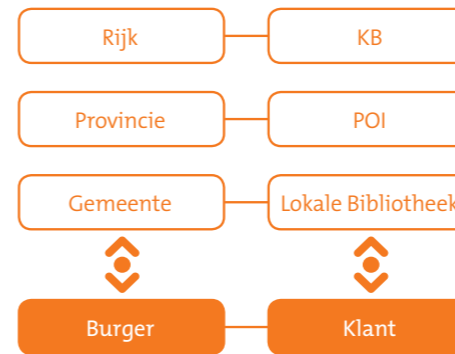 Rijk KB
Provincie POI
Gemeente Lokale Bibliotheek
Burger Klant